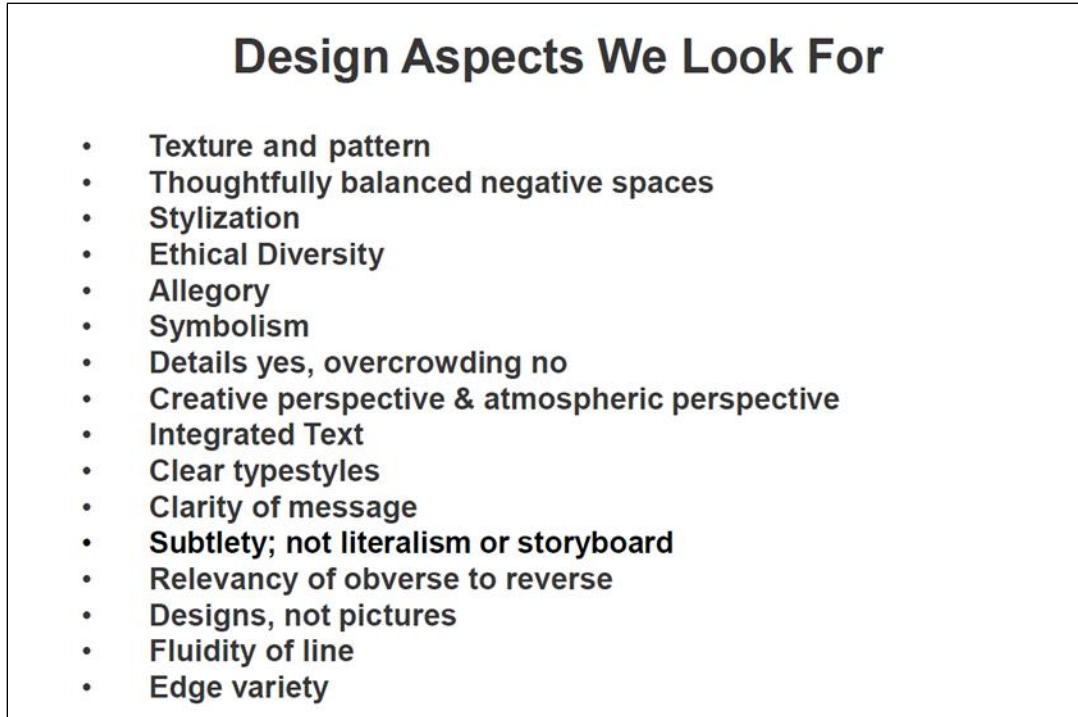 Design Aspects We Look For
• Texture and pattern
• Thoughtfully balanced negative spaces
• Stylization
• Ethical Diversity
• Allegory
• Symbolism
• Details yes, overcrowding no
• Creative perspective & atmospheric perspective
• Integrated Text
• Clear typestyles
• Clarity of message
• Subtlety; not literalism or storyboard
• Relevancy of obverse to reverse
• Designs, not pictures
• Fluidity of line
• Edge variety